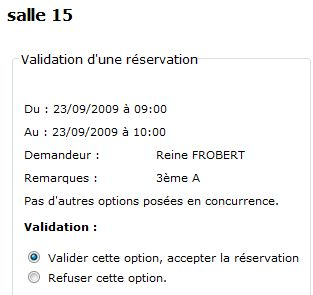 salle 15
Validation d'une réservation
Du : 23/09/2009 à 09:00
Au : 23/09/2009 à 10:00
Demandeur : Reine FROBERT
Remarques : 3ème A
Pas d'autres options posées en concurrence.
Validation :
Valider cette option, accepter la réservation
Refuser cette option.